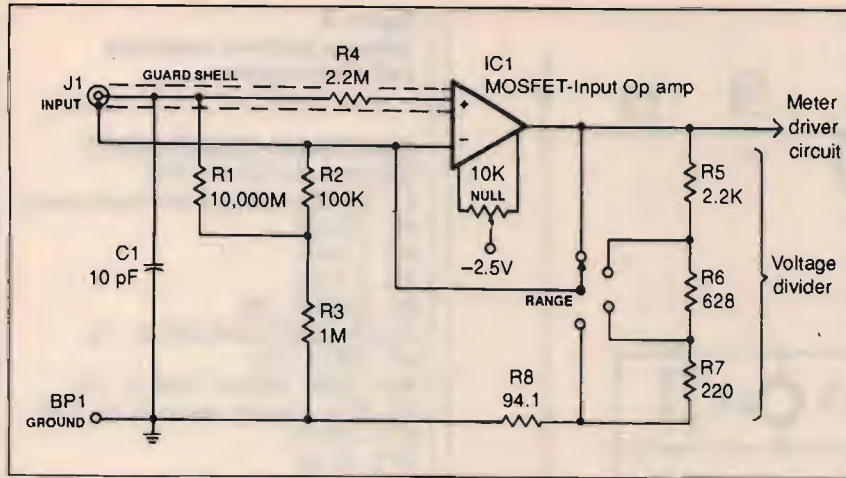 J1
INPUT
GUARD SHELL
R4
2.2M
IC1
MOSFET-Input Op amp
+
−
Meter
driver
circuit
R1
10,000M
R2
100K
10K
NULL
−2.5V
R5
2.2K
C1
10 pF
R3
1M
RANGE
R6
628
Voltage
divider
R8
94.1
R7
220
BP1
GROUND